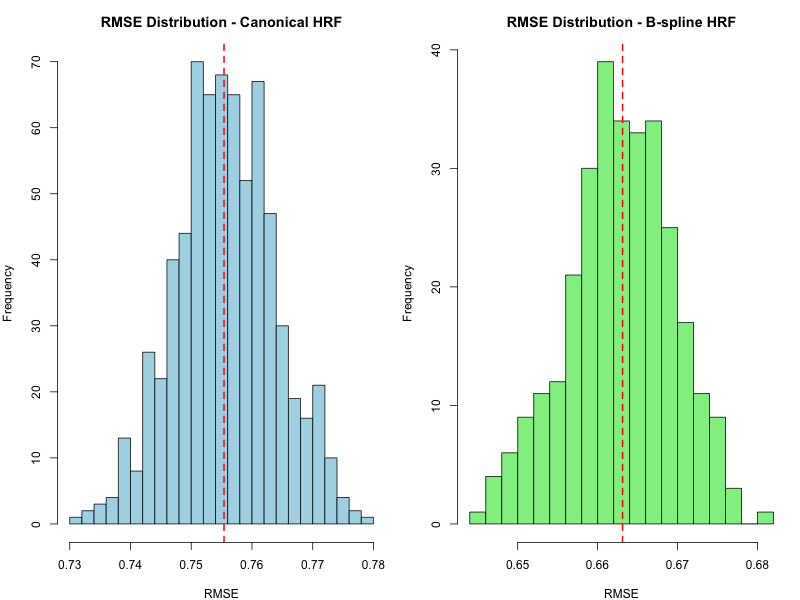 RMSE Distribution - Canonical HRF
Frequency
0 10 20 30 40 50 60 70
0.73 0.74 0.75 0.76 0.77 0.78
RMSE
RMSE Distribution - B-spline HRF
Frequency
0 10 20 30 40
0.65 0.66 0.67 0.68
RMSE